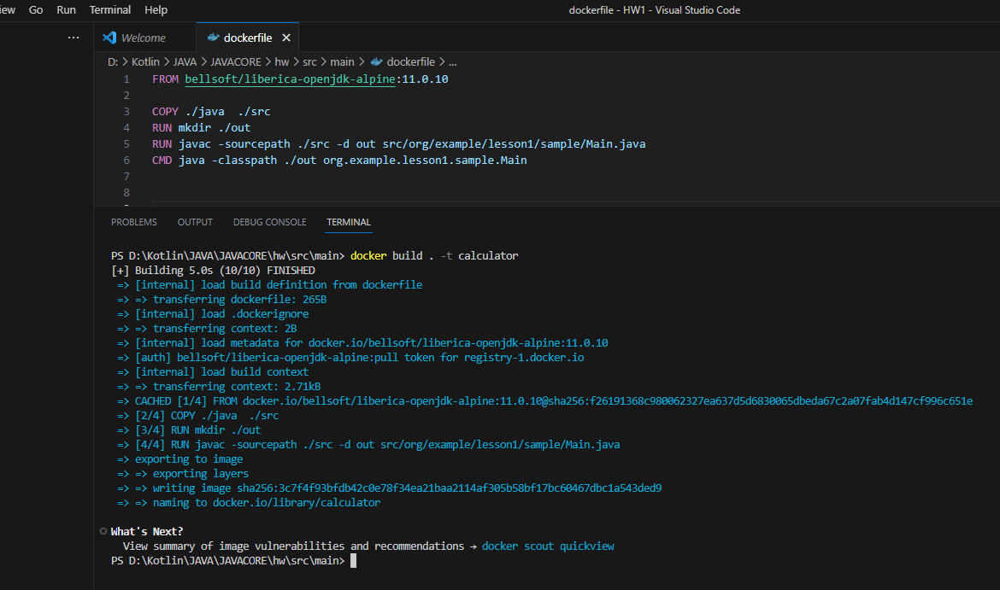 Go Run Terminal Help
dockerfile - HW1 - Visual Studio Code
... Welcome dockerfile ×
D: > Kotlin > JAVA > JAVACORE > hw > src > main > dockerfile > ...
1 FROM bellsoft/liberica-openjdk-alpine:11.0.10
2
3 COPY ./java  ./src
4 RUN mkdir ./out
5 RUN javac -sourcepath ./src -d out src/org/example/lesson1/sample/Main.java
6 CMD java -classpath ./out org.example.lesson1.sample.Main
7
8
PROBLEMS OUTPUT DEBUG CONSOLE TERMINAL
PS D:\Kotlin\JAVA\JAVACORE\hw\src\main> docker build . -t calculator
[+] Building 5.0s (10/10) FINISHED
=> [internal] load build definition from dockerfile
=> => transferring dockerfile: 265B
=> [internal] load .dockerignore
=> => transferring context: 2B
=> [internal] load metadata for docker.io/bellsoft/liberica-openjdk-alpine:11.0.10
=> [auth] bellsoft/liberica-openjdk-alpine:pull token for registry-1.docker.io
=> [internal] load build context
=> => transferring context: 2.71kB
=> CACHED [1/4] FROM docker.io/bellsoft/liberica-openjdk-alpine:11.0.10@sha256:f26191368c980062327ea637d5d6830065dbeda67c2a07fab4d147cf996c651e
=> [2/4] COPY ./java  ./src
=> [3/4] RUN mkdir ./out
=> [4/4] RUN javac -sourcepath ./src -d out src/org/example/lesson1/sample/Main.java
=> exporting to image
=> => exporting layers
=> => writing image sha256:3c7f4f93bfdb42c0e78f34ea21baa2114af305b58bf17bc60467dbc1a543ded9
=> => naming to docker.io/library/calculator
What's Next?
View summary of image vulnerabilities and recommendations → docker scout quickview
PS D:\Kotlin\JAVA\JAVACORE\hw\src\main>